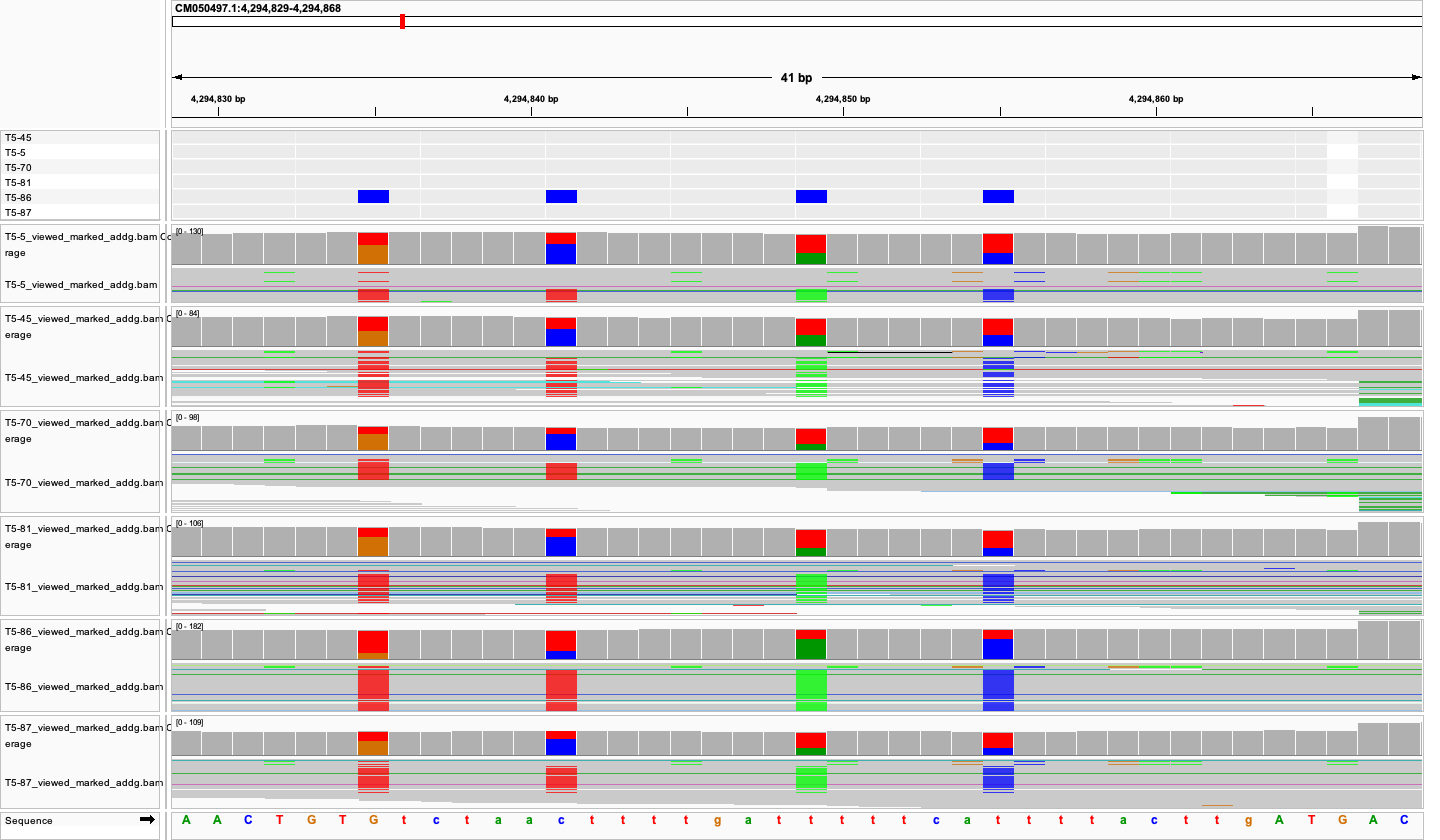 CM050497.1:4,294,829-4,294,868
41 bp
4,294,830 bp 4,294,840 bp 4,294,850 bp 4,294,860 bp
T5-45
T5-5
T5-70
T5-81
T5-86
T5-87
T5-5_viewed_marked_addg.bam Co
rage
[0 - 130]
T5-5_viewed_marked_addg.bam
T5-45_viewed_marked_addg.bam C
erage
[0 - 84]
T5-45_viewed_marked_addg.bam
T5-70_viewed_marked_addg.bam C
erage
[0 - 98]
T5-70_viewed_marked_addg.bam
T5-81_viewed_marked_addg.bam C
erage
[0 - 106]
T5-81_viewed_marked_addg.bam
T5-86_viewed_marked_addg.bam C
erage
[0 - 182]
T5-86_viewed_marked_addg.bam
T5-87_viewed_marked_addg.bam C
erage
[0 - 109]
T5-87_viewed_marked_addg.bam
Sequence A A C T G T G t c t a a c t t t t g a t t t t t c a t t t t a c t t g A T G A C